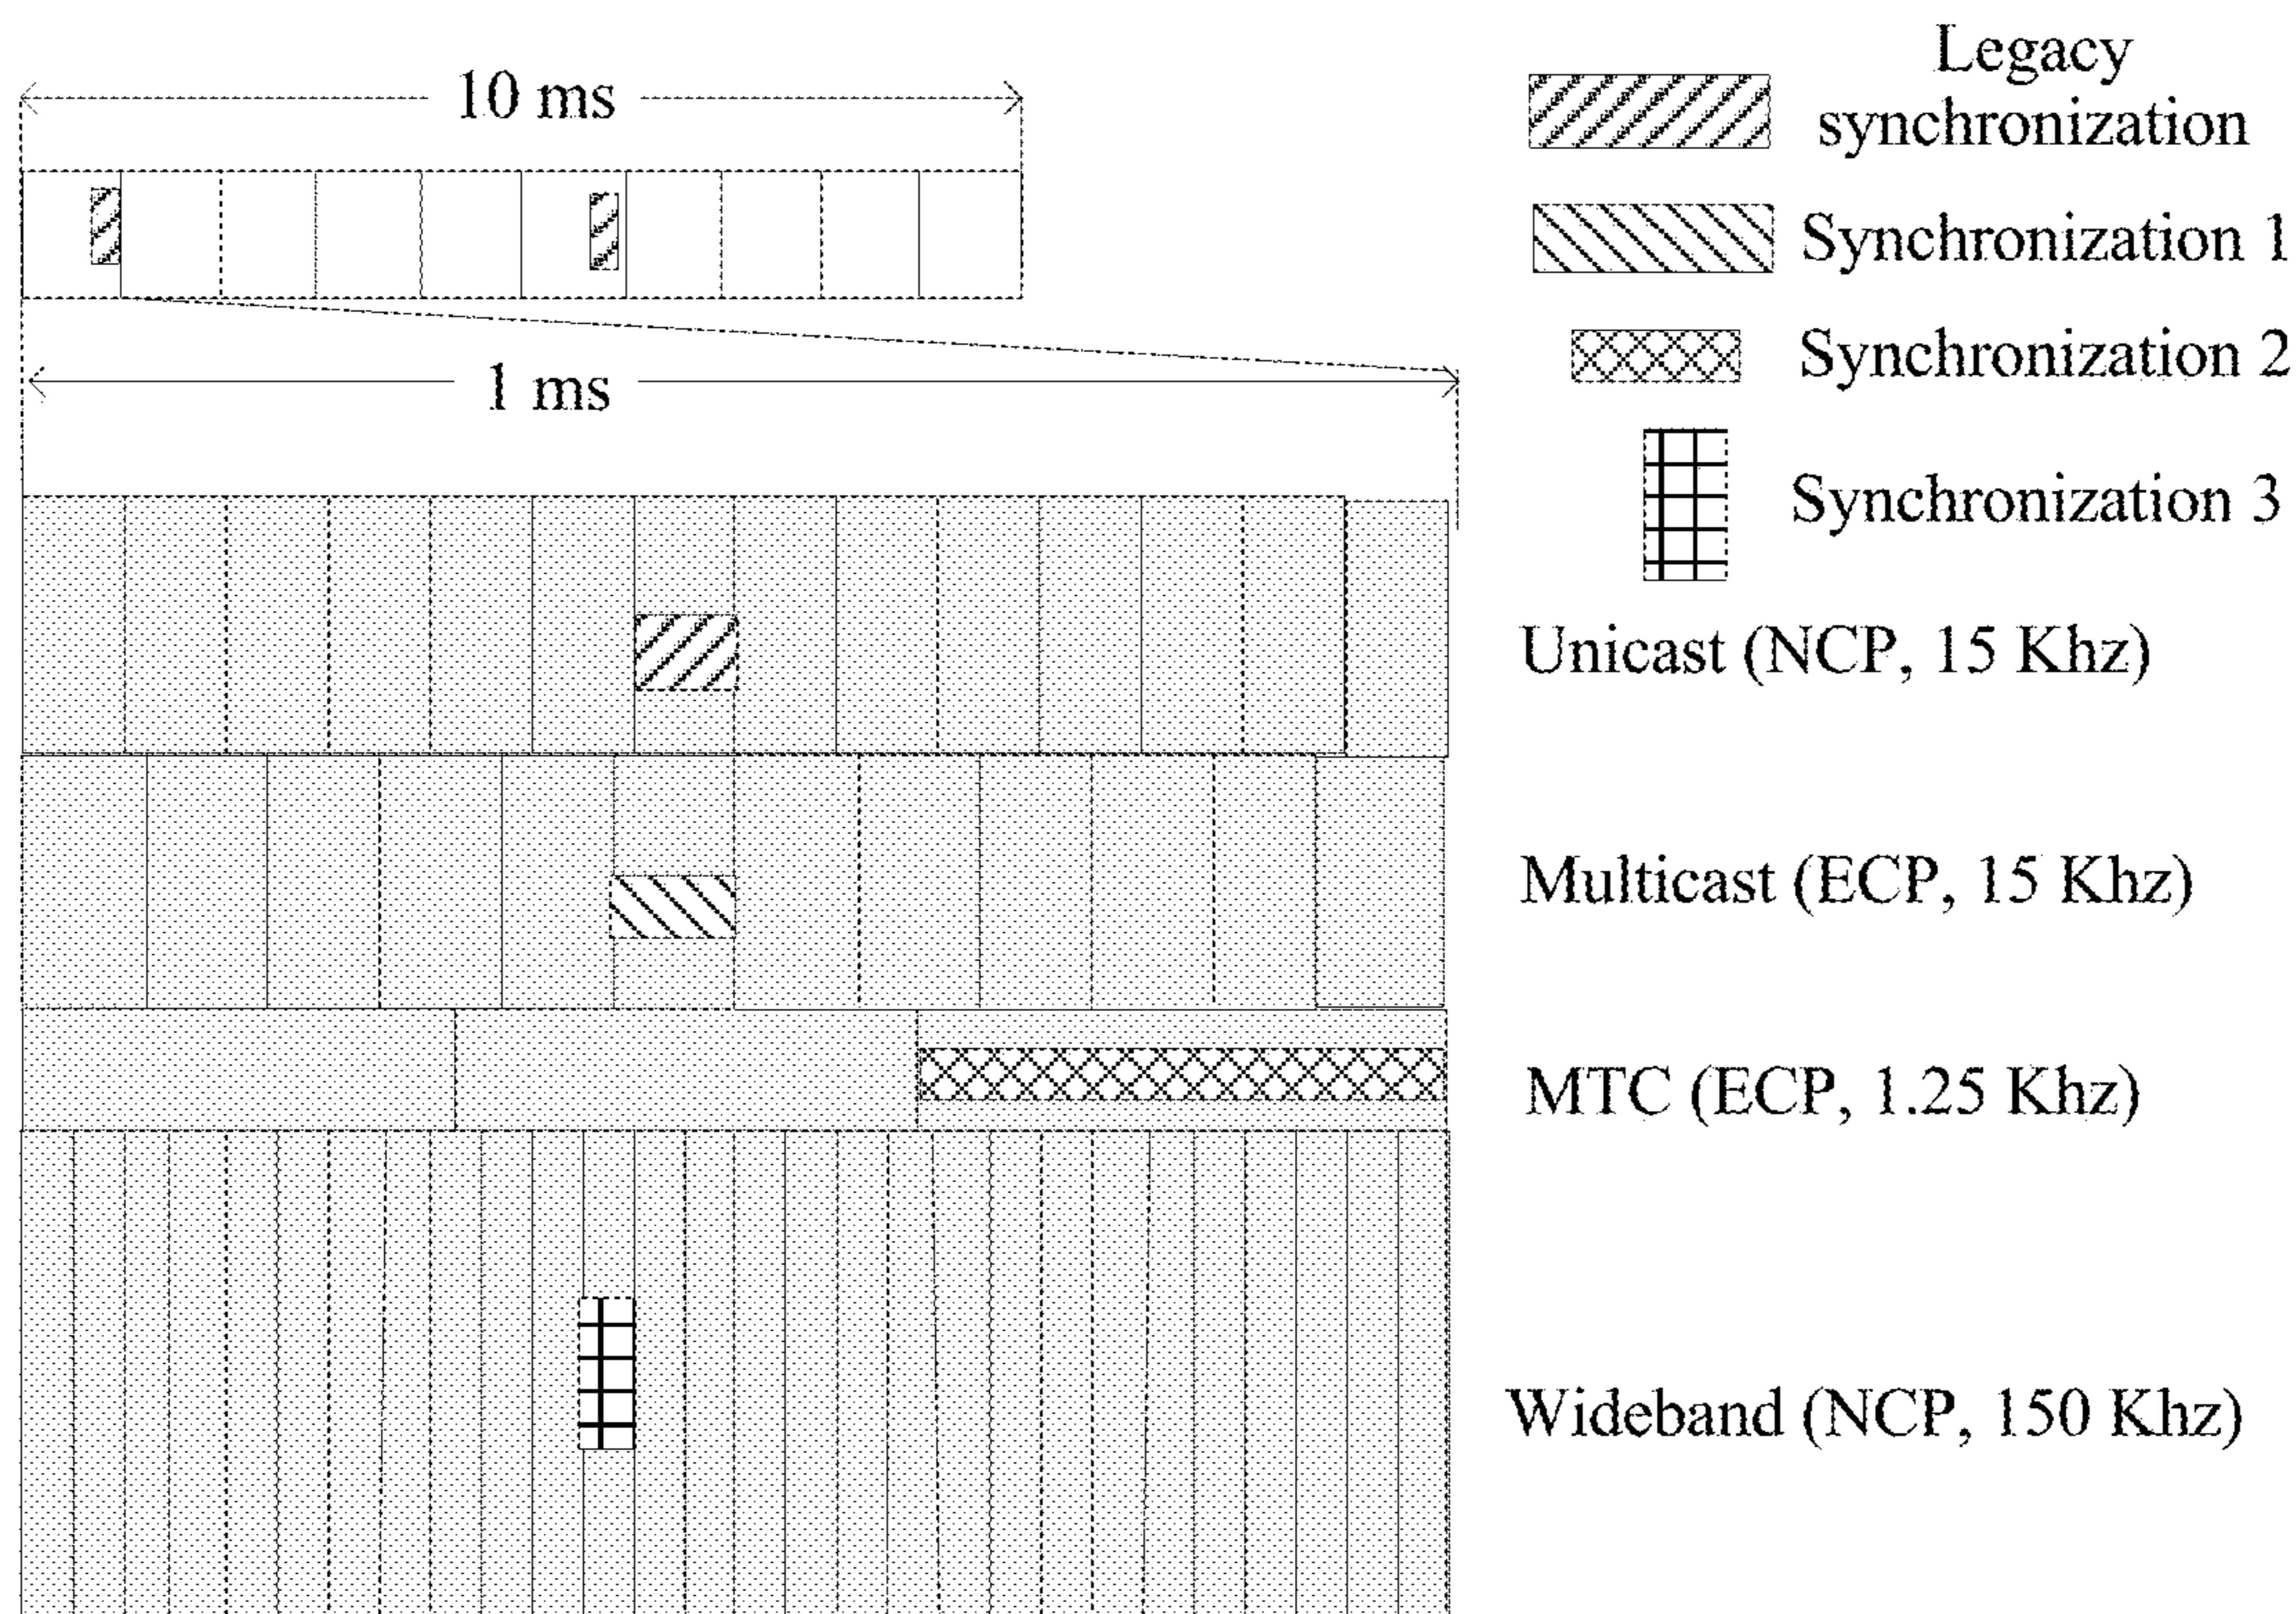 10 ms
1 ms
Legacy
synchronization
Synchronization 1
Synchronization 2
Synchronization 3
Unicast (NCP, 15 Khz)
Multicast (ECP, 15 Khz)
MTC (ECP, 1.25 Khz)
Wideband (NCP, 150 Khz)